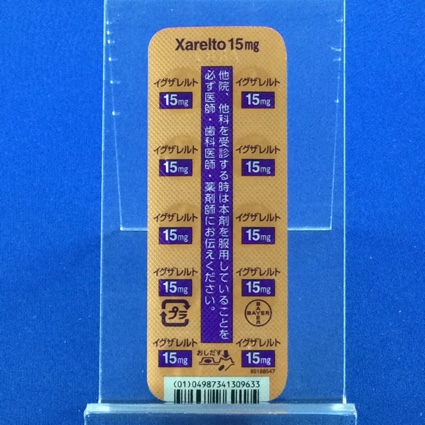 Xarelto 15mg
イグザレルト
イグザレルト
15mg
15mg
イグザレルト
イグザレルト
15mg
15mg
イグザレルト
イグザレルト
15mg
15mg
イグザレルト
イグザレルト
15mg
15mg
イグザレルト
イグザレルト
15mg
15mg
他院、他科を受診する時は本剤を服用していることを
必ず医師・歯科医師・薬剤師にお伝えください。
プラ
BAYER
BAYER
おしだす
(01)04987341309633